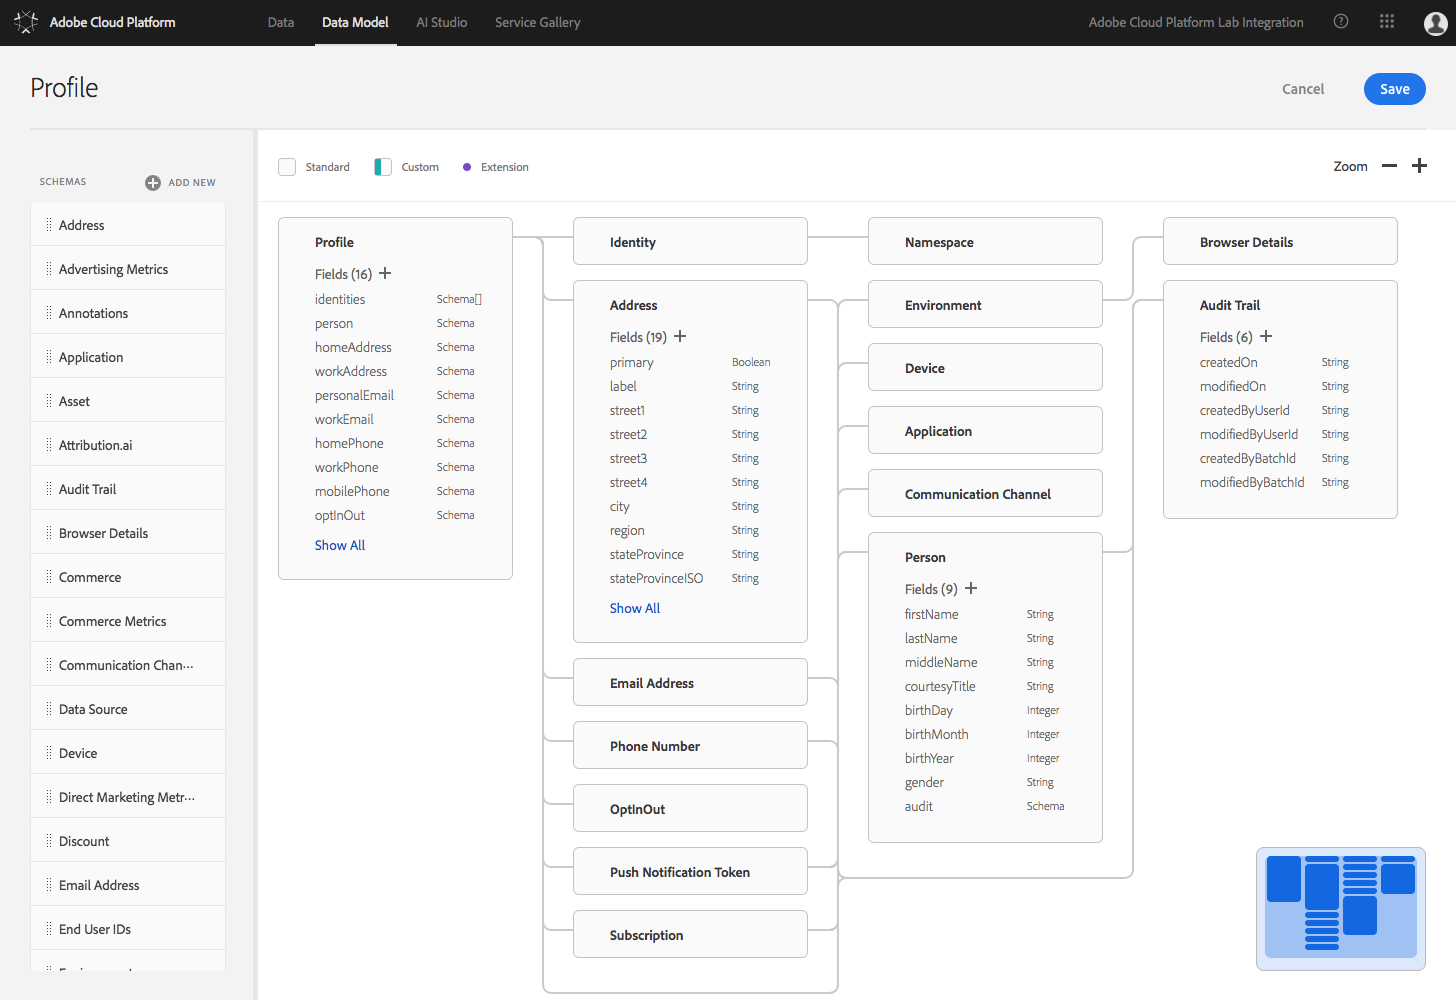 Adobe Cloud Platform
Data
Data Model
AI Studio
Service Gallery
Adobe Cloud Platform Lab Integration
?
Profile
Cancel
Save
SCHEMAS
ADD NEW
Address
Advertising Metrics
Annotations
Application
Asset
Attribution.ai
Audit Trail
Browser Details
Commerce
Commerce Metrics
Communication Chan···
Data Source
Device
Direct Marketing Metr···
Discount
Email Address
End User IDs
Standard
Custom
Extension
Zoom
Profile
Fields (16) +
identities Schema[]
person Schema
homeAddress Schema
workAddress Schema
personalEmail Schema
workEmail Schema
homePhone Schema
workPhone Schema
mobilePhone Schema
optInOut Schema
Show All
Identity
Address
Fields (19) +
primary Boolean
label String
street1 String
street2 String
street3 String
street4 String
city String
region String
stateProvince String
stateProvinceISO String
Show All
Email Address
Phone Number
OptInOut
Push Notification Token
Subscription
Namespace
Environment
Device
Application
Communication Channel
Person
Fields (9) +
firstName String
lastName String
middleName String
courtesyTitle String
birthDay Integer
birthMonth Integer
birthYear Integer
gender String
audit Schema
Browser Details
Audit Trail
Fields (6) +
createdOn String
modifiedOn String
createdByUserId String
modifiedByUserId String
createdByBatchId String
modifiedByBatchId String